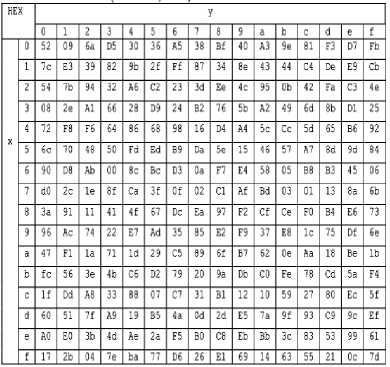 HEX y
0 1 2 3 4 5 6 7 8 9 a b c d e f
0 52 09 6a D5 30 36 A5 38 Bf 40 A3 9e 81 F3 D7 Fb
1 7c E3 39 82 9b 2f Ff 87 34 8e 43 44 C4 De E9 Cb
2 54 7b 94 32 A6 C2 23 3d Ee 4c 95 0b 42 Fa C3 4e
3 08 2e A1 66 28 D9 24 B2 76 5b A2 49 6d 8b D1 25
4 72 F8 F6 64 86 68 98 16 D4 A4 5c Cc 5d 65 B6 92
5 6c 70 48 50 Fd Ed B9 Da 5e 15 46 57 A7 8d 9d 84
6 90 D8 Ab 00 8c Bc D3 0a F7 E4 58 05 B8 B3 45 06
x 7 d0 2c 1e 8f Ca 3f 0f 02 C1 Af Bd 03 01 13 8a 6b
8 3a 91 11 41 4f 67 Dc Ea 97 F2 Cf Ce F0 B4 E6 73
9 96 Ac 74 22 E7 Ad 35 85 E2 F9 37 E8 1c 75 Df 6e
a 47 F1 1a 71 1d 29 C5 89 6f B7 62 0e Aa 18 Be 1b
b fc 56 3e 4b C6 D2 79 20 9a Db C0 Fe 78 Cd 5a F4
c 1f Dd A8 33 88 07 C7 31 B1 12 10 59 27 80 Ec 5f
d 60 51 7f A9 19 B5 4a 0d 2d E5 7a 9f 93 C9 9c Ef
e A0 E0 3b 4d Ae 2a F5 B0 C8 Eb Bb 3c 83 53 99 61
f 17 2b 04 7e ba 77 D6 26 E1 69 14 63 55 21 0c 7d